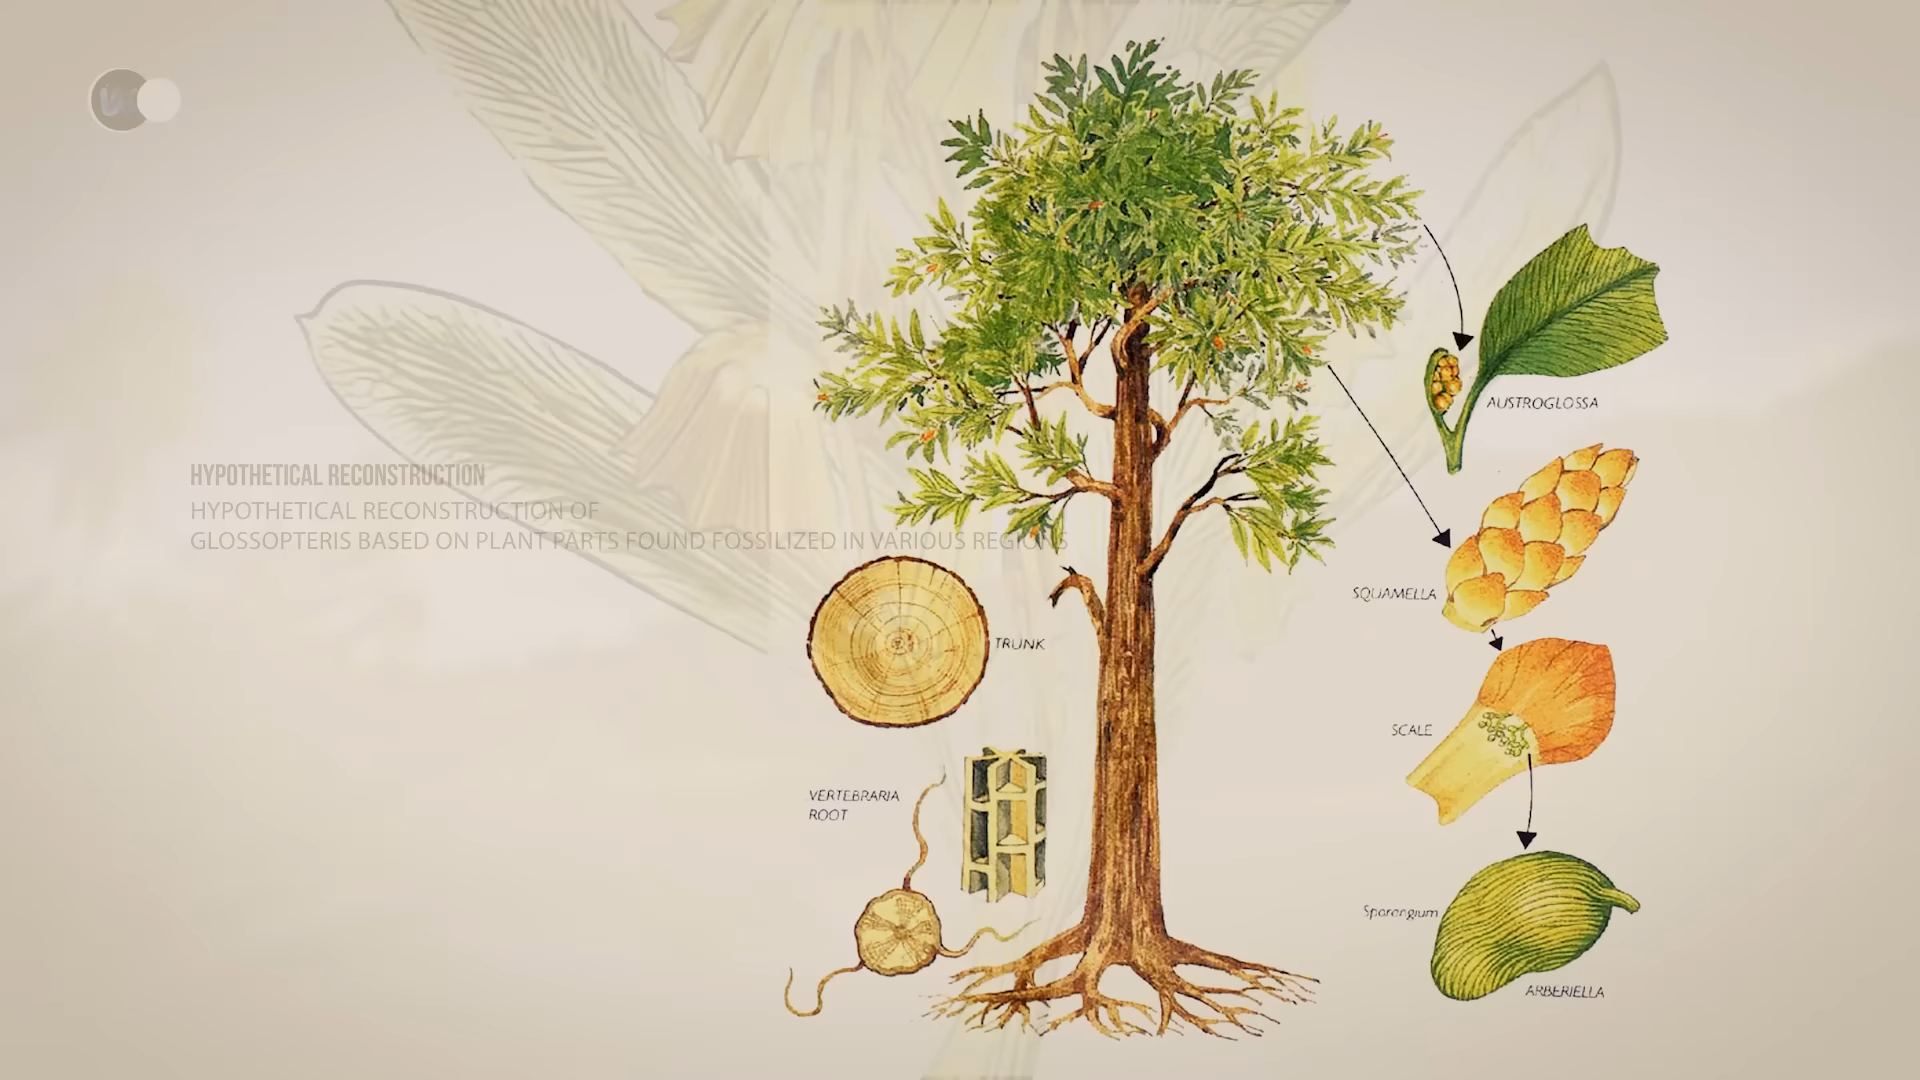 HYPOTHETICAL RECONSTRUCTION
HYPOTHETICAL RECONSTRUCTION OF
GLOSSOPTERIS BASED ON PLANT PARTS FOUND FOSSILIZED IN VARIOUS REGIONS
AUSTROGLOSSA
SQUAMELLA
TRUNK
SCALE
VERTEBRARIA
ROOT
Sporangium
ARBERIELLA